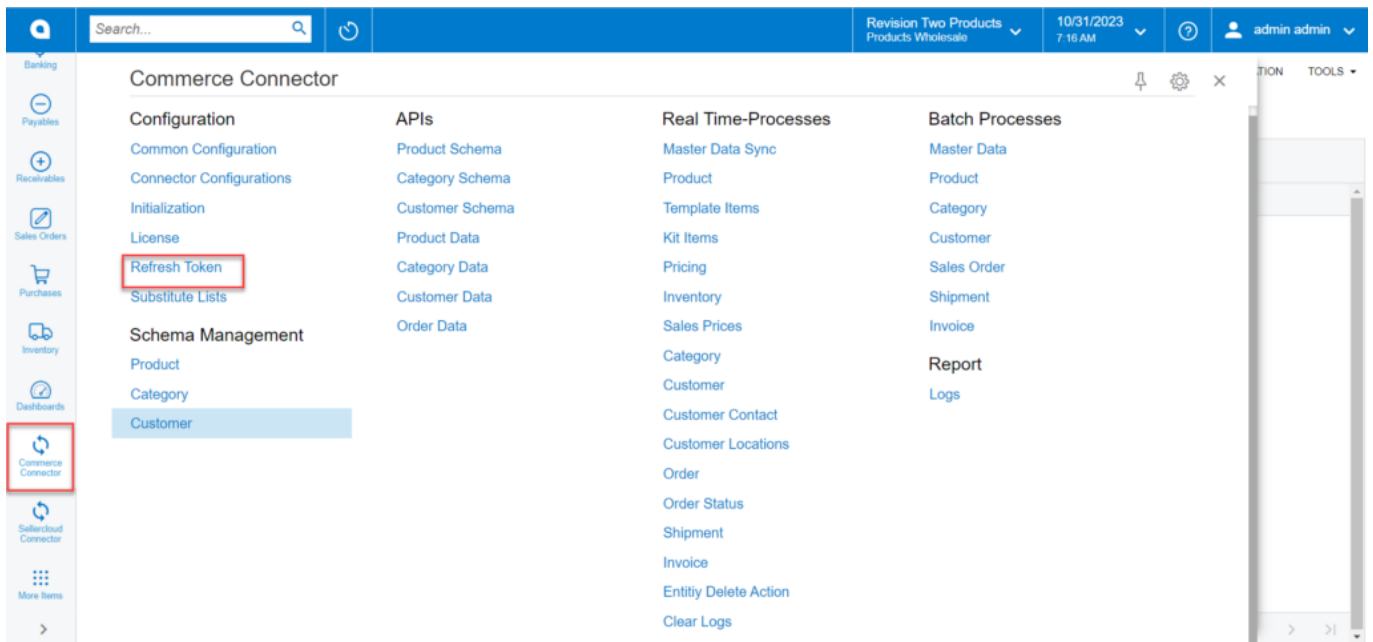 Search...
Revision Two Products
Products Wholesale
10/31/2023
7:16 AM
admin admin
Banking
Payables
Receivables
Sales Orders
Purchases
Inventory
Dashboards
Commerce
Connector
Sellercloud
Connector
More Items
Commerce Connector
TION
TOOLS
Configuration
Common Configuration
Connector Configurations
Initialization
License
Refresh Token
Substitute Lists
Schema Management
Product
Category
Customer
APIs
Product Schema
Category Schema
Customer Schema
Product Data
Category Data
Customer Data
Order Data
Real Time-Processes
Master Data Sync
Product
Template Items
Kit Items
Pricing
Inventory
Sales Prices
Category
Customer
Customer Contact
Customer Locations
Order
Order Status
Shipment
Invoice
Entitiy Delete Action
Clear Logs
Batch Processes
Master Data
Product
Category
Customer
Sales Order
Shipment
Invoice
Report
Logs